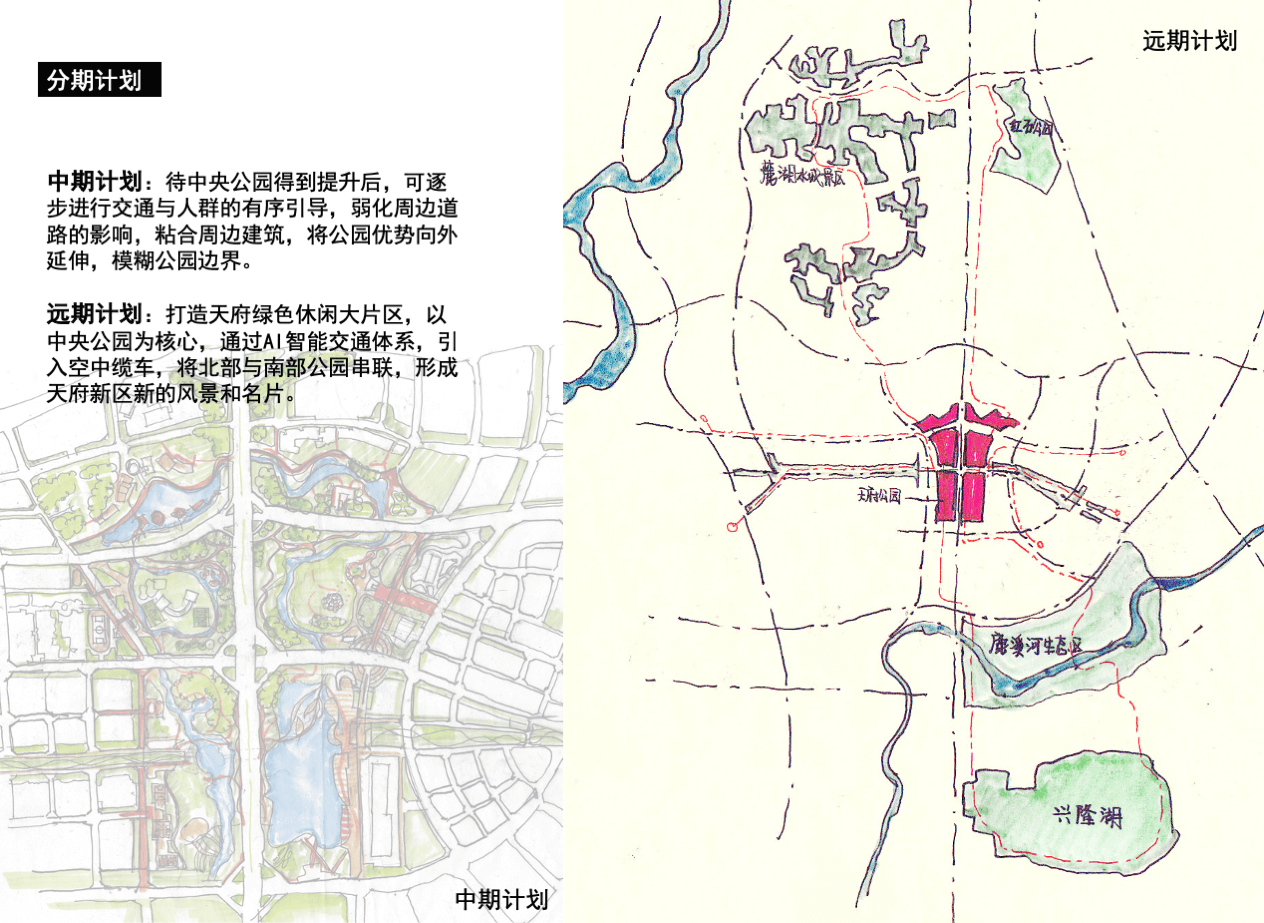 分期计划
中期计划：待中央公园得到提升后，可逐
步进行交通与人群的有序引导，弱化周边道
路的影响，粘合周边建筑，将公园优势向外
延伸，模糊公园边界。
远期计划：打造天府绿色休闲大片区，以
中央公园为核心，通过AI智能交通体系，引
入空中缆车，将北部与南部公园串联，形成
天府新区新的风景和名片。
中期计划
远期计划
红石公园
麓湖水城景区
天府公园
鹿溪河生态区
兴隆湖